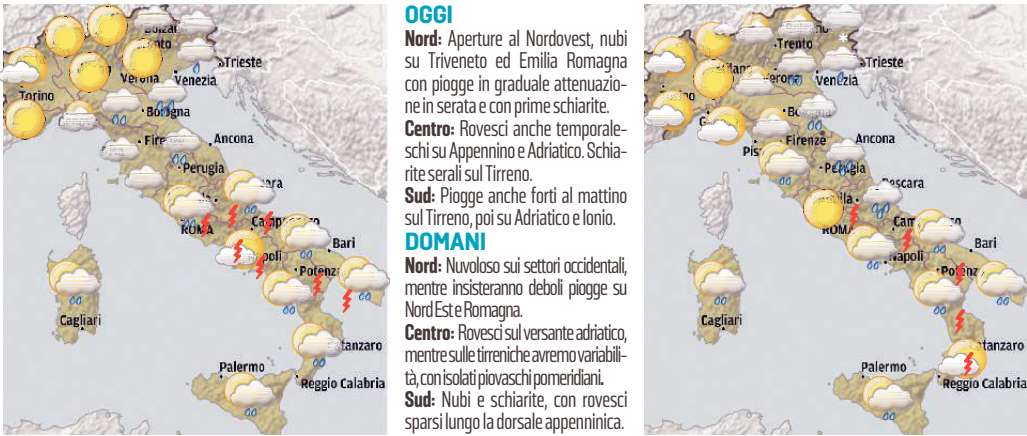 Trieste
Verona
Venezia
Torino
Bologna
Ancona
Perugia
ROMA
Bari
Potenza
Cagliari
Palermo
Reggio Calabria
OGGI
Nord: Aperture al Nordovest, nubi
su Triveneto ed Emilia Romagna
con piogge in graduale attenuazio-
ne in serata e con prime schiarite.
Centro: Rovesci anche temporale-
schi su Appennino e Adriatico. Schia-
rite serali sul Tirreno.
Sud: Piogge anche forti al mattino
sul Tirreno, poi su Adriatico e Ionio.
DOMANI
Nord: Nuvoloso sui settori occidentali,
mentre insisteranno deboli piogge su
Nord Est e Romagna.
Centro: Rovesci sul versante adriatico,
mentre sulle tirreniche avremo variabili-
tà, con isolati piovaschi pomeridiani.
Sud: Nubi e schiarite, con rovesci
sparsi lungo la dorsale appenninica.
Trento
Trieste
Venezia
Firenze
Ancona
Perugia
Pescara
ROMA
Napoli
Bari
Potenza
Cagliari
Palermo
Reggio Calabria